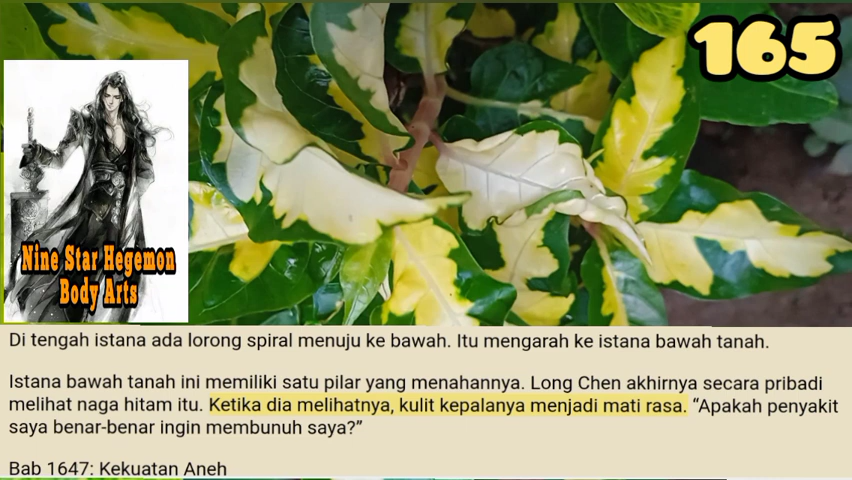 165
Nine Star Hegemon
Body Arts
Di tengah istana ada lorong spiral menuju ke bawah. Itu mengarah ke istana bawah tanah.
Istana bawah tanah ini memiliki satu pilar yang menahannya. Long Chen akhirnya secara pribadi
melihat naga hitam itu. Ketika dia melihatnya, kulit kepalanya menjadi mati rasa. “Apakah penyakit
saya benar-benar ingin membunuh saya?”
Bab 1647: Kekuatan Aneh